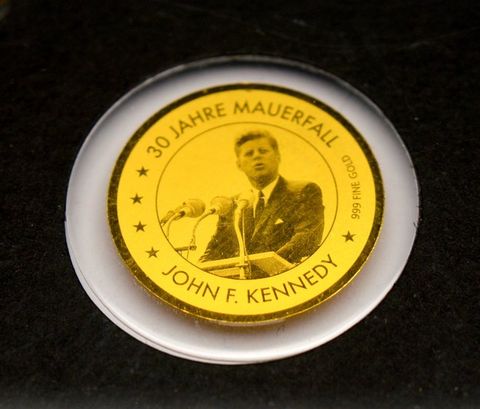 30 JAHRE MAUERFALL
999 FINE GOLD
JOHN F. KENNEDY